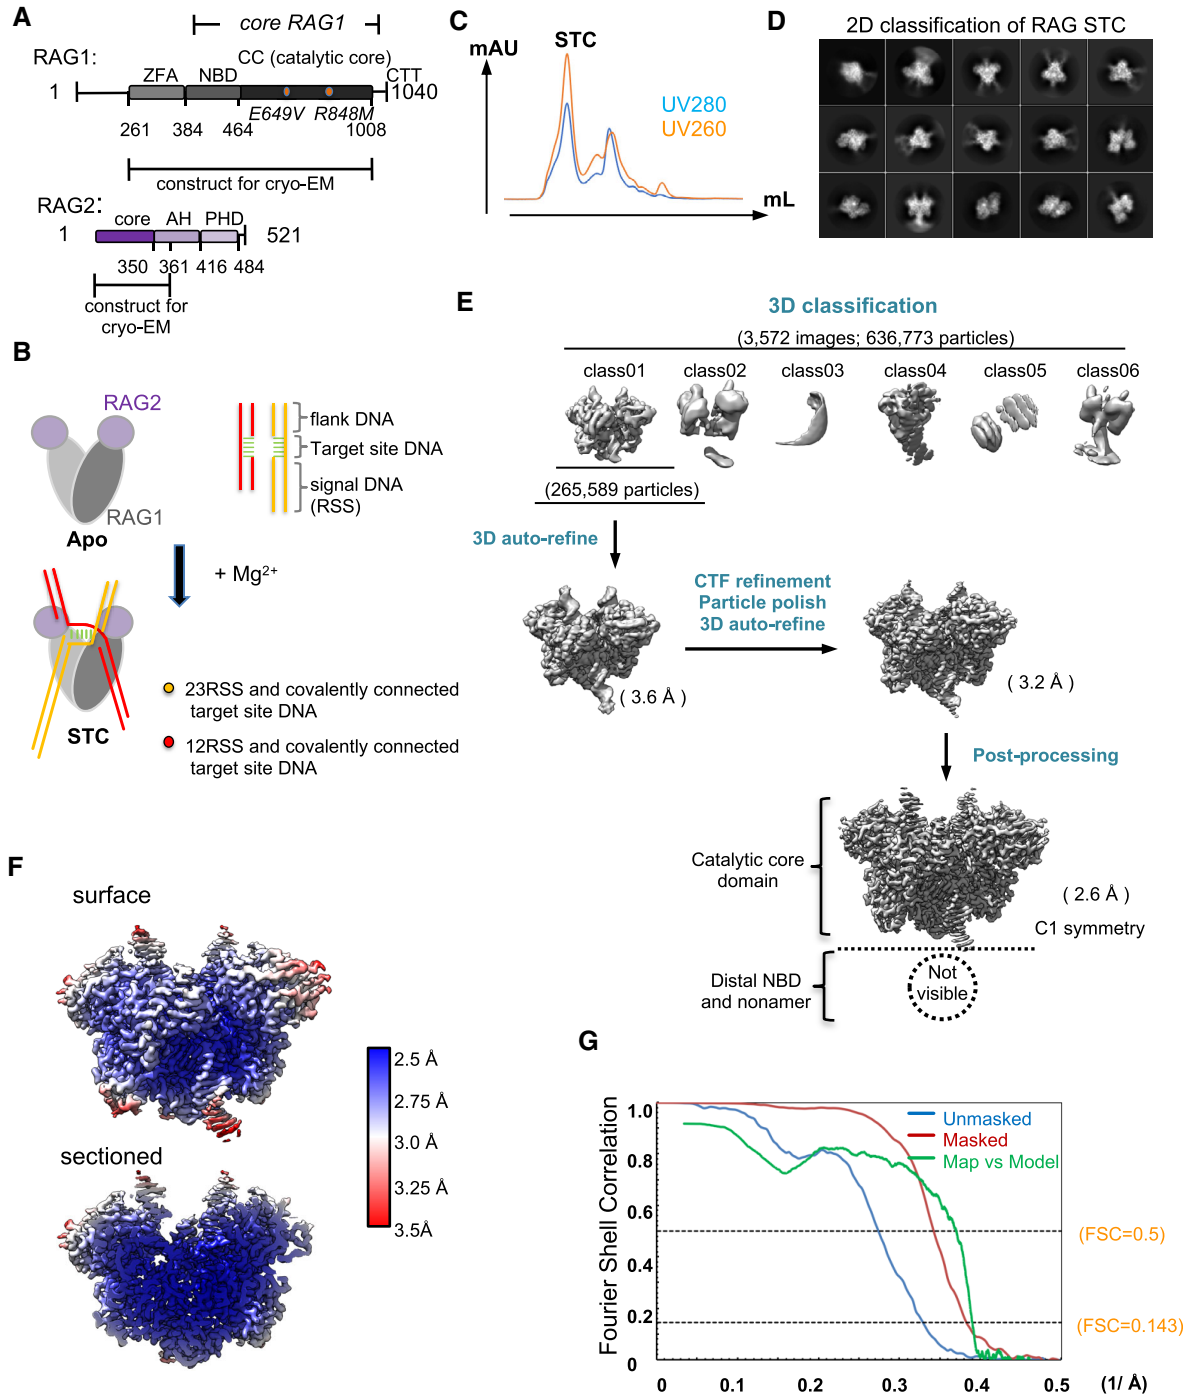 A
core RAG1
RAG1:
CC (catalytic core)
ZFA NBD CTT
1 1040
E649V R848M
261 384 464 1008
construct for cryo-EM
RAG2:
core AH PHD
1 521
350 361 416 484
construct for
cryo-EM
B
RAG2
RAG1
Apo
flank DNA
Target site DNA
signal DNA
(RSS)
+ Mg²⁺
STC
23RSS and covalently connected
target site DNA
12RSS and covalently connected
target site DNA
C
mAU
STC
UV280
UV260
mL
D
2D classification of RAG STC
E
3D classification
(3,572 images; 636,773 particles)
class01 class02 class03 class04 class05 class06
(265,589 particles)
3D auto-refine
CTF refinement
Particle polish
3D auto-refine
( 3.6 Å )
( 3.2 Å )
Post-processing
Catalytic core
domain
( 2.6 Å )
C1 symmetry
Distal NBD
and nonamer
Not
visible
F
surface
sectioned
2.5 Å
2.75 Å
3.0 Å
3.25 Å
3.5Å
G
Fourier Shell Correlation
1.0
0.8
0.6
0.4
0.2
0
Unmasked
Masked
Map vs Model
(FSC=0.5)
(FSC=0.143)
0 0.1 0.2 0.3 0.4 0.5 (1/ Å)